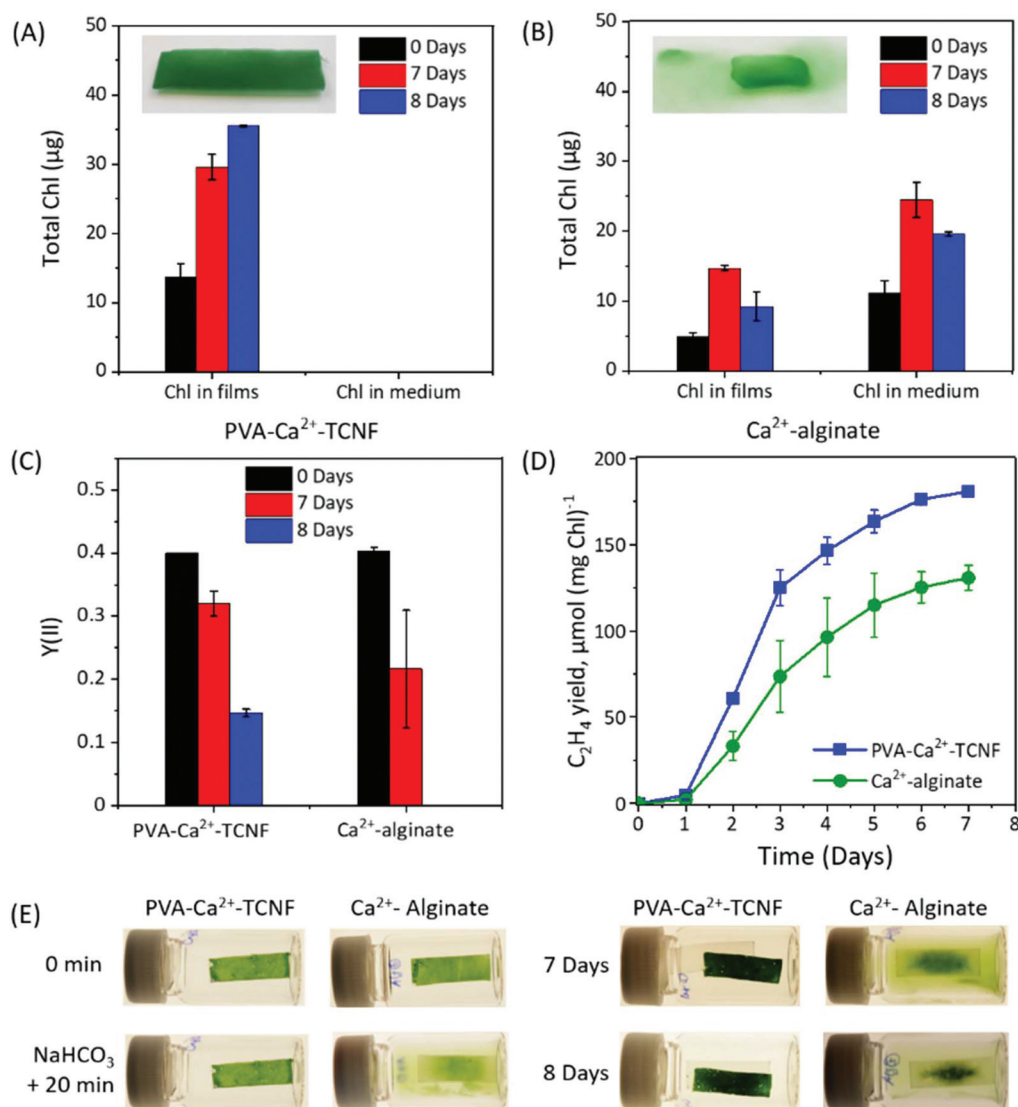 (A)
50
40
30
20
10
0
Total Chl (µg)
0 Days
7 Days
8 Days
Chl in films
Chl in medium
PVA-Ca²⁺-TCNF
(B)
50
40
30
20
10
0
Total Chl (µg)
0 Days
7 Days
8 Days
Chl in films
Chl in medium
Ca²⁺-alginate
(C)
0.5
0.4
0.3
0.2
0.1
0
Y(II)
0 Days
7 Days
8 Days
PVA-Ca²⁺-TCNF
Ca²⁺-alginate
(D)
200
150
100
50
0
C₂H₄ yield, µmol (mg Chl)⁻¹
PVA-Ca²⁺-TCNF
Ca²⁺-alginate
0 1 2 3 4 5 6 7 8
Time (Days)
(E)
PVA-Ca²⁺-TCNF
Ca²⁺- Alginate
PVA-Ca²⁺-TCNF
Ca²⁺- Alginate
0 min
7 Days
NaHCO₃
+ 20 min
8 Days